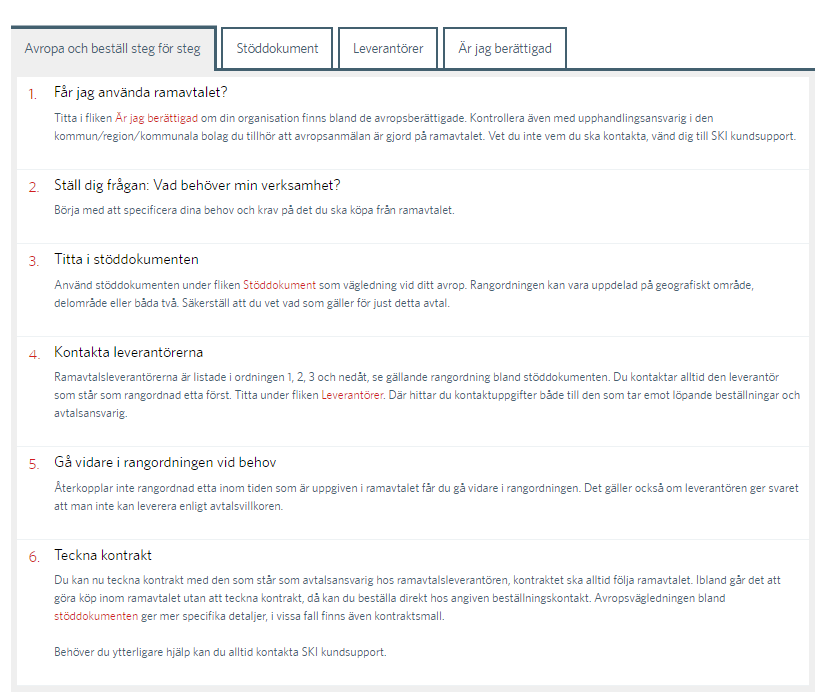 Avropa och beställ steg för steg
Stöddokument
Leverantörer
Är jag berättigad
1. Får jag använda ramavtalet?
Titta i fliken Är jag berättigad om din organisation finns bland de avropsberättigade. Kontrollera även med upphandlingsansvarig i den
kommun/region/kommunala bolag du tillhör att avropsanmälan är gjord på ramavtalet. Vet du inte vem du ska kontakta, vänd dig till SKI kundsupport.
2. Ställ dig frågan: Vad behöver min verksamhet?
Börja med att specificera dina behov och krav på det du ska köpa från ramavtalet.
3. Titta i stöddokumenten
Använd stöddokumenten under fliken Stöddokument som vägledning vid ditt avrop. Rangordningen kan vara uppdelad på geografiskt område,
delområde eller båda två. Säkerställ att du vet vad som gäller för just detta avtal.
4. Kontakta leverantörerna
Ramavtalsleverantörerna är listade i ordningen 1, 2, 3 och nedåt, se gällande rangordning bland stöddokumenten. Du kontaktar alltid den leverantör
som står som rangordnad etta först. Titta under fliken Leverantörer. Där hittar du kontaktuppgifter både till den som tar emot löpande beställningar och
avtalsansvarig.
5. Gå vidare i rangordningen vid behov
Återkopplar inte rangordnad etta inom tiden som är uppgiven i ramavtalet får du gå vidare i rangordningen. Det gäller också om leverantören ger svaret
att man inte kan leverera enligt avtalsvillkoren.
6. Teckna kontrakt
Du kan nu teckna kontrakt med den som står som avtalsansvarig hos ramavtalsleverantören, kontraktet ska alltid följa ramavtalet. Ibland går det att
göra köp inom ramavtalet utan att teckna kontrakt, då kan du beställa direkt hos angiven beställningskontakt. Avropsvägledningen bland
stöddokumenten ger mer specifika detaljer, i vissa fall finns även kontraktsmall.
Behöver du ytterligare hjälp kan du alltid kontakta SKI kundsupport.